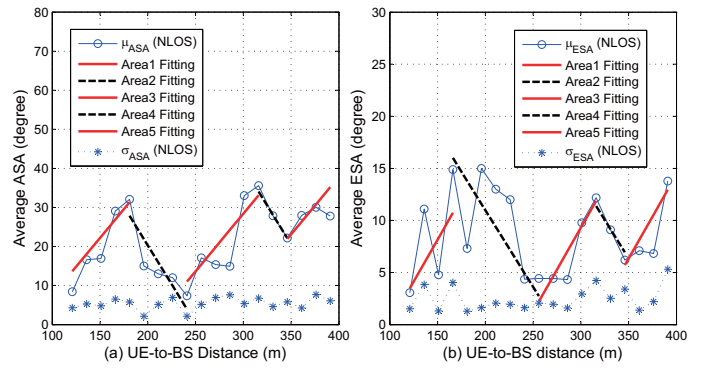 80
70
60
50
40
30
20
10
0
Average ASA (degree)
μASA (NLOS)
Area1 Fitting
Area2 Fitting
Area3 Fitting
Area4 Fitting
Area5 Fitting
σASA (NLOS)
100 150 200 250 300 350 400
(a) UE-to-BS Distance (m)
30
25
20
15
10
5
0
Average ESA (degree)
μESA (NLOS)
Area1 Fitting
Area2 Fitting
Area3 Fitting
Area4 Fitting
Area5 Fitting
σESA (NLOS)
100 150 200 250 300 350 400
(b) UE-to-BS distance (m)